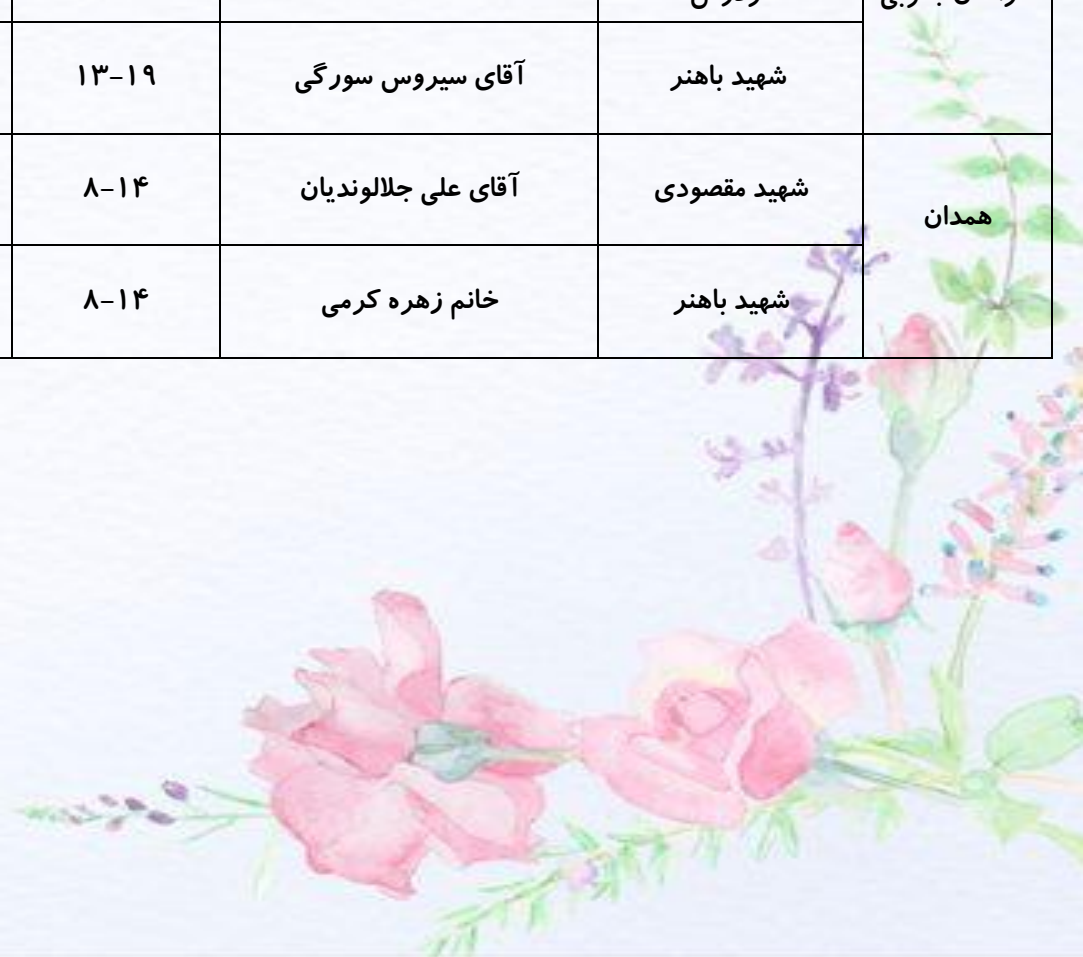 شهید باهنر آقای سیروس سورگی ۱۳-۱۹
همدان
شهید مقصودی آقای علی جلالوندیان ۸-۱۴
شهید باهنر خانم زهره کرمی ۸-۱۴